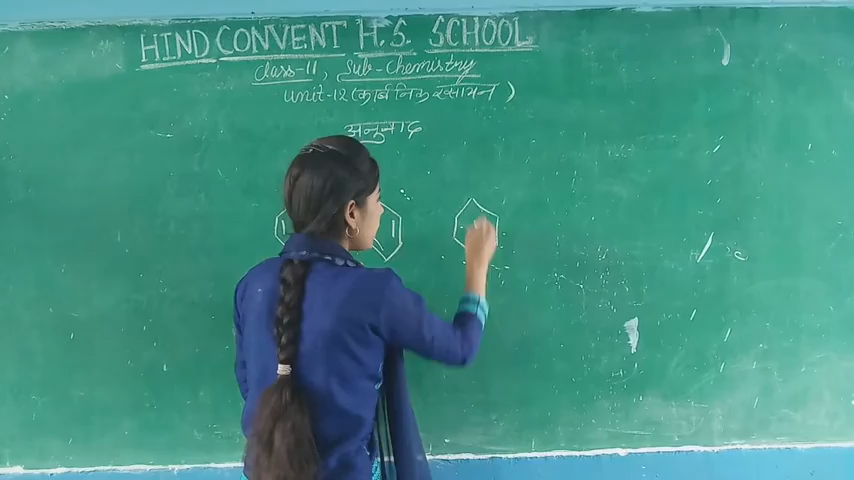 HIND CONVENT H.S. SCHOOL
Class-11, Sub-Chemistry
Unit-12 (कार्बनिक रसायन)
अनुनाद